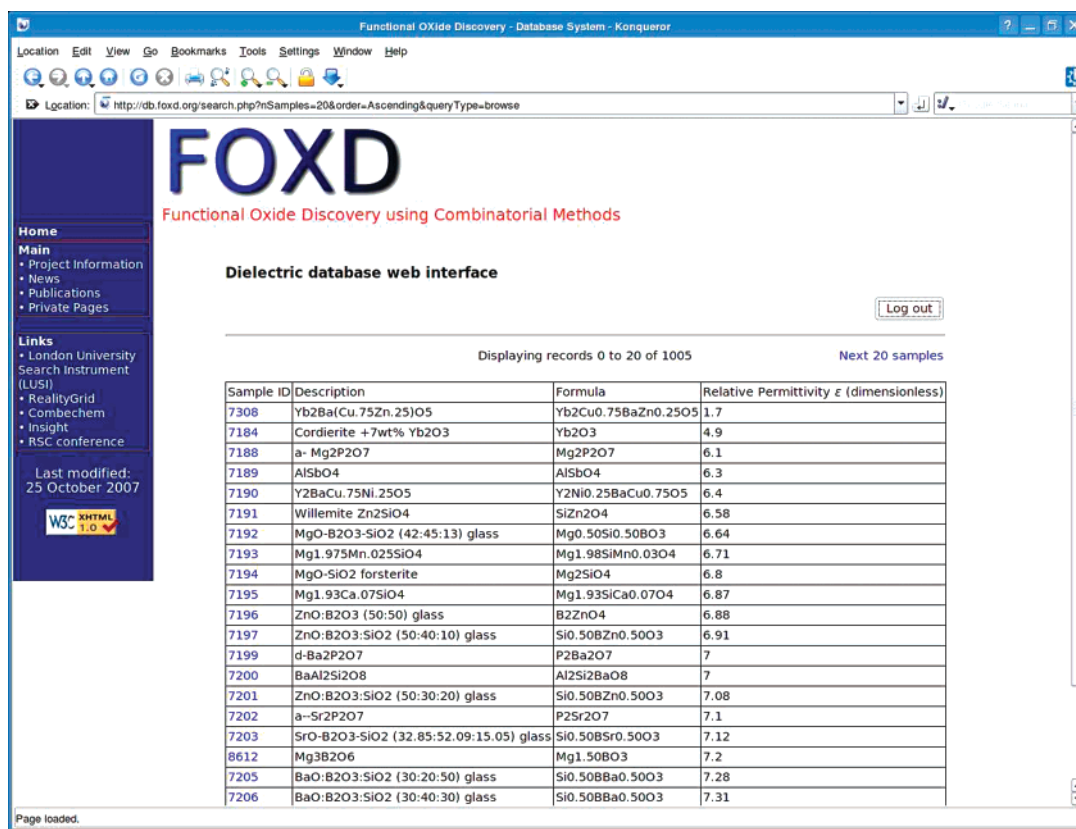 Functional OXide Discovery - Database System - Konqueror
Location Edit View Go Bookmarks Tools Settings Window Help
Location: http://db.foxd.org/search.php?nSamples=20&order=Ascending&queryType=browse
FOXD
Functional Oxide Discovery using Combinatorial Methods
Home
Main
• Project Information
• News
• Publications
• Private Pages
Links
• London University
Search Instrument
(LUSI)
• RealityGrid
• Combechem
• Insight
• RSC conference
Last modified:
25 October 2007
W3C XHTML
1.0
Dielectric database web interface
Log out
Displaying records 0 to 20 of 1005 Next 20 samples
Sample ID Description Formula Relative Permittivity ε (dimensionless)
7308 Yb2Ba(Cu.75Zn.25)O5 Yb2Cu0.75BaZn0.25O5 1.7
7184 Cordierite +7wt% Yb2O3 Yb2O3 4.9
7188 a- Mg2P2O7 Mg2P2O7 6.1
7189 AlSbO4 AlSbO4 6.3
7190 Y2BaCu.75Ni.25O5 Y2Ni0.25BaCu0.75O5 6.4
7191 Willemite Zn2SiO4 SiZn2O4 6.58
7192 MgO-B2O3-SiO2 (42:45:13) glass Mg0.50Si0.50BO3 6.64
7193 Mg1.975Mn.025SiO4 Mg1.98SiMn0.03O4 6.71
7194 MgO-SiO2 forsterite Mg2SiO4 6.8
7195 Mg1.93Ca.07SiO4 Mg1.93SiCa0.07O4 6.87
7196 ZnO:B2O3 (50:50) glass B2ZnO4 6.88
7197 ZnO:B2O3:SiO2 (50:40:10) glass Si0.50BZn0.50O3 6.91
7199 d-Ba2P2O7 P2Ba2O7 7
7200 BaAl2Si2O8 Al2Si2BaO8 7
7201 ZnO:B2O3:SiO2 (50:30:20) glass Si0.50BZn0.50O3 7.08
7202 a--Sr2P2O7 P2Sr2O7 7.1
7203 SrO-B2O3-SiO2 (32.85:52.09:15.05) glass Si0.50BSr0.50O3 7.12
8612 Mg3B2O6 Mg1.50BO3 7.2
7205 BaO:B2O3:SiO2 (30:20:50) glass Si0.50BBa0.50O3 7.28
7206 BaO:B2O3:SiO2 (30:40:30) glass Si0.50BBa0.50O3 7.31
Page loaded.